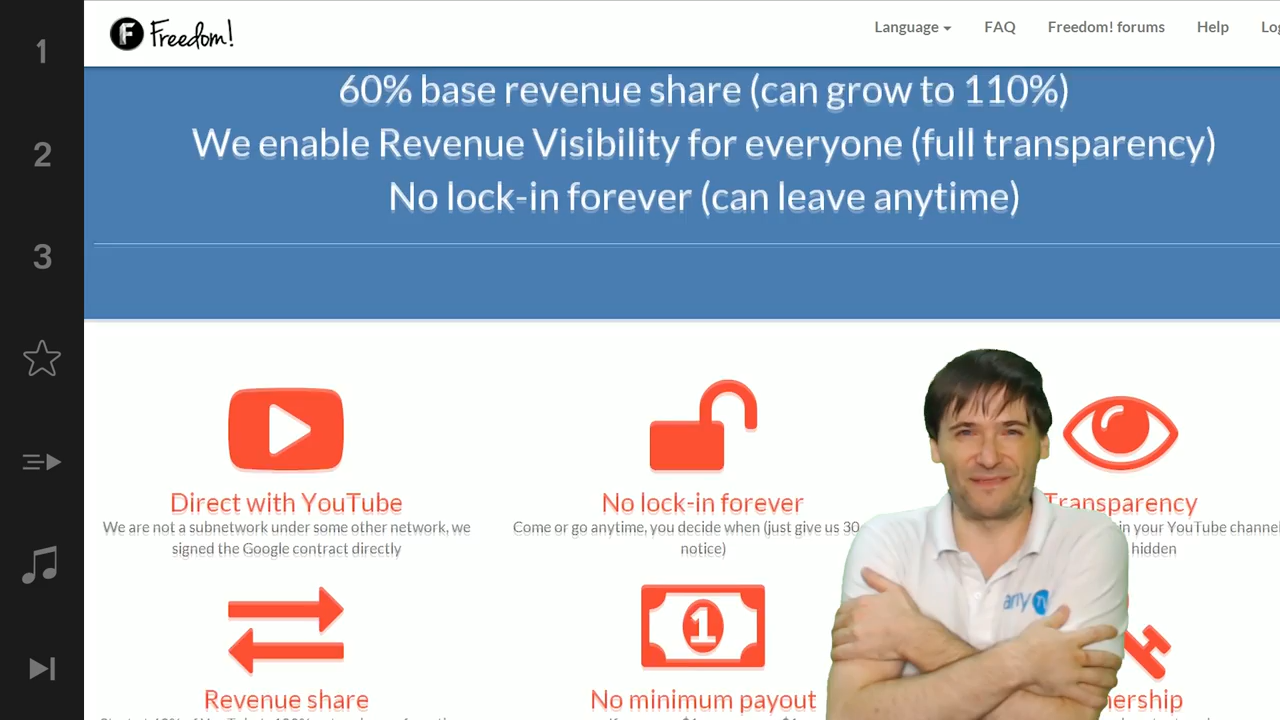 1
2
3
F Freedom!
Language FAQ Freedom! forums Help
60% base revenue share (can grow to 110%)
We enable Revenue Visibility for everyone (full transparency)
No lock-in forever (can leave anytime)
Direct with YouTube
We are not a subnetwork under some other network, we
signed the Google contract directly
No lock-in forever
Come or go anytime, you decide when (just give us 30
notice)
Transparency
in your YouTube channel
hidden
Revenue share
1
No minimum payout
any TV